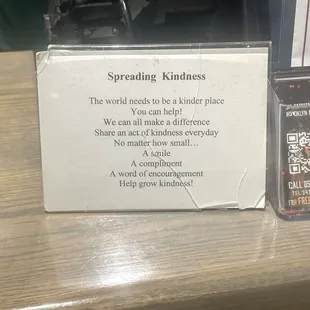 Spreading Kindness
The world needs to be a kinder place
You can help!
We can all make a difference
Share an act of kindness everyday
No matter how small...
A smile
A compliment
A word of encouragement
Help grow kindness!
CALL US